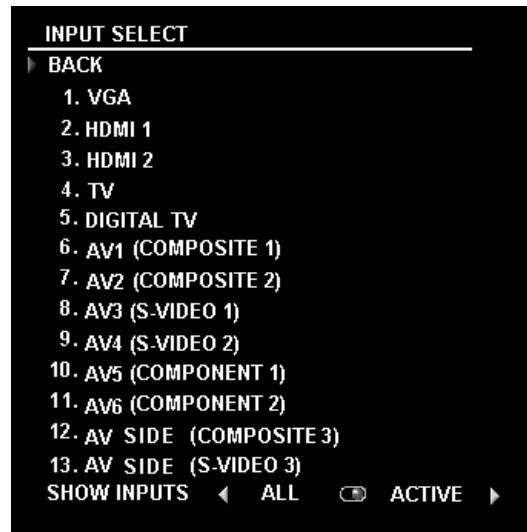 INPUT SELECT
BACK
1. VGA
2. HDMI 1
3. HDMI 2
4. TV
5. DIGITAL TV
6. AV1 (COMPOSITE 1)
7. AV2 (COMPOSITE 2)
8. AV3 (S-VIDEO 1)
9. AV4 (S-VIDEO 2)
10. AV5 (COMPONENT 1)
11. AV6 (COMPONENT 2)
12. AV SIDE (COMPOSITE 3)
13. AV SIDE (S-VIDEO 3)
SHOW INPUTS ALL ACTIVE